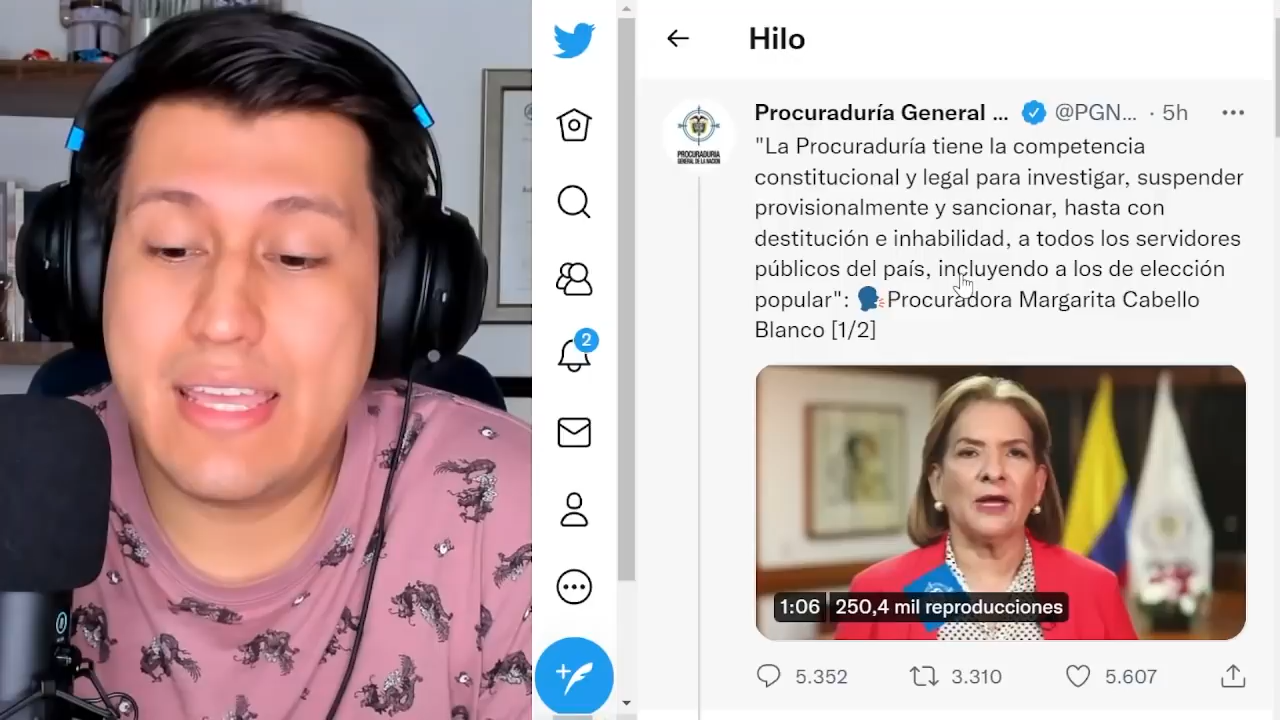 Hilo
Procuraduría General ... @PGN... · 5h
"La Procuraduría tiene la competencia
constitucional y legal para investigar, suspender
provisionalmente y sancionar, hasta con
destitución e inhabilidad, a todos los servidores
públicos del país, incluyendo a los de elección
popular": Procuradora Margarita Cabello
Blanco [1/2]
PROCURADURIA
GENERAL DE LA NACION
2
1:06 250,4 mil reproducciones
5.352 3.310 5.607